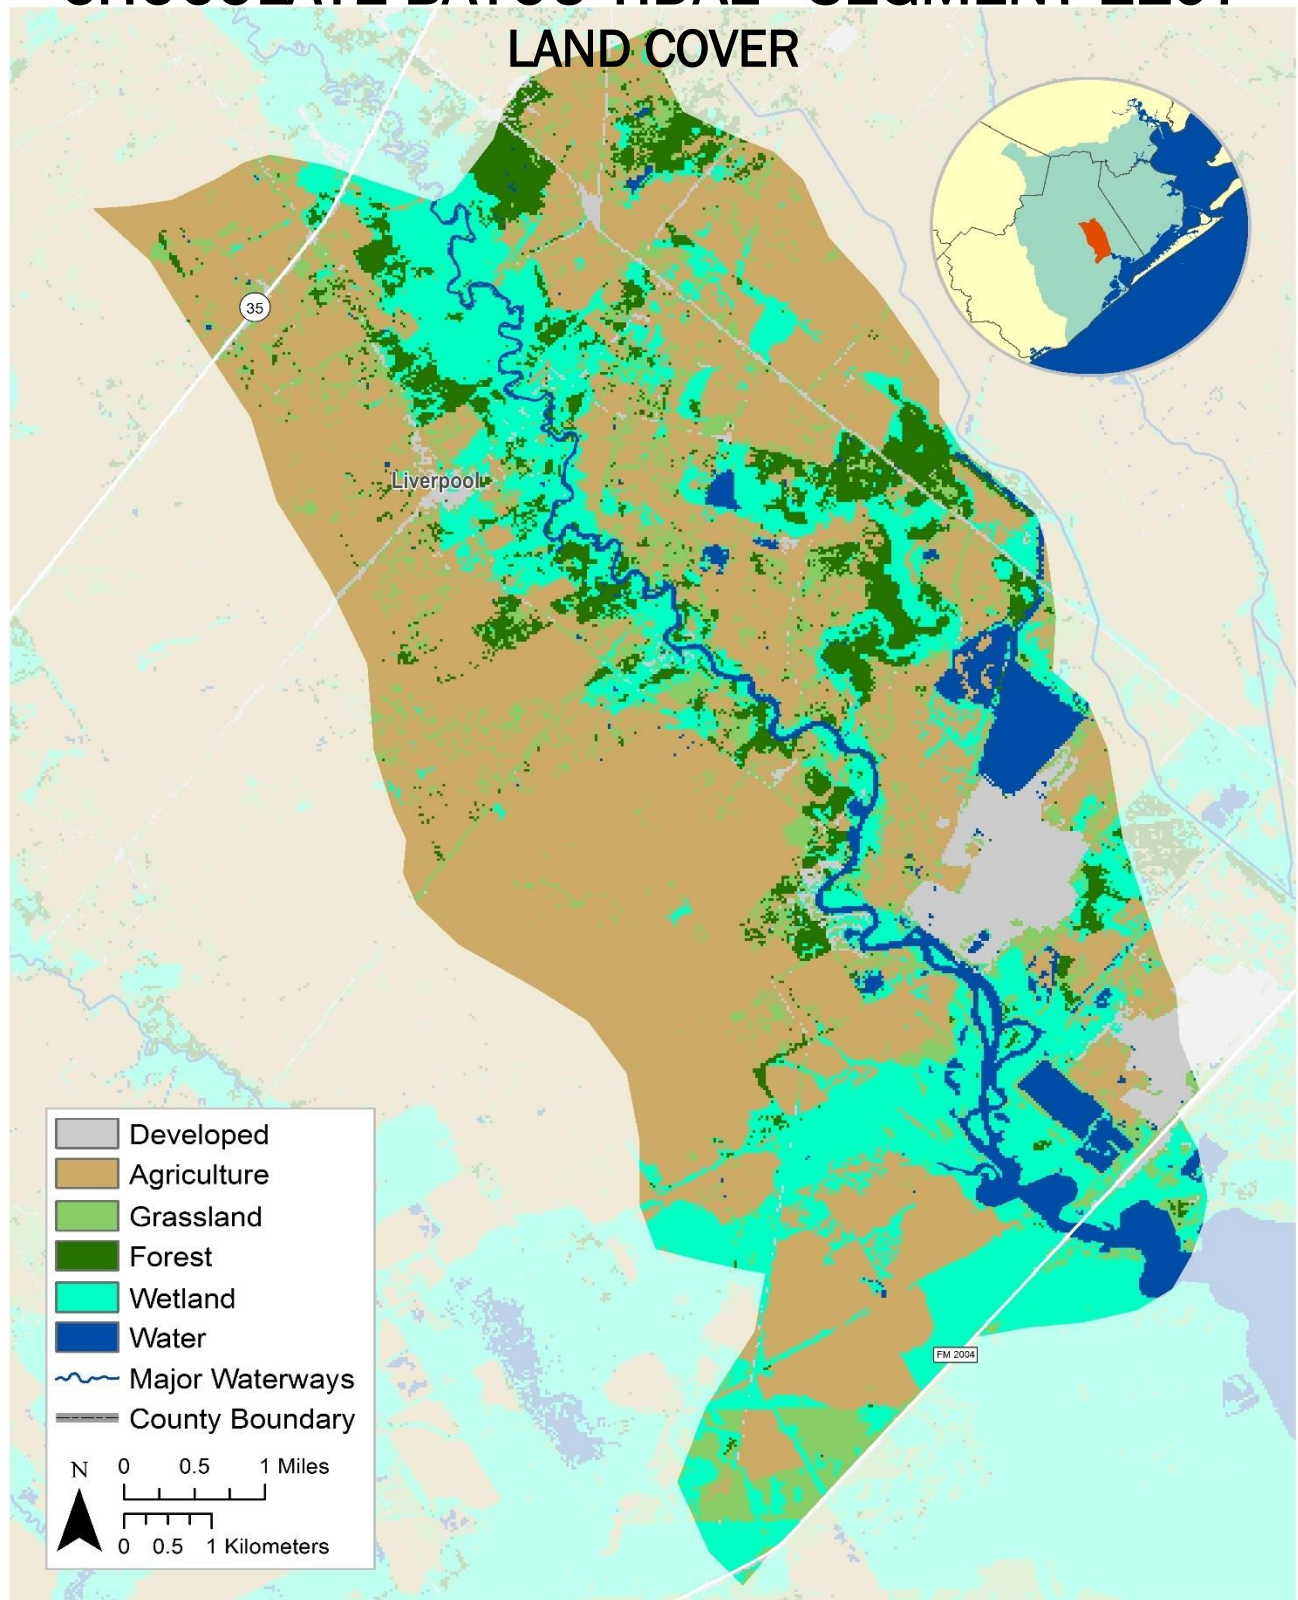 LAND COVER
35
Liverpool
FM 2004
Developed
Agriculture
Grassland
Forest
Wetland
Water
Major Waterways
County Boundary
N
0 0.5 1 Miles
0 0.5 1 Kilometers